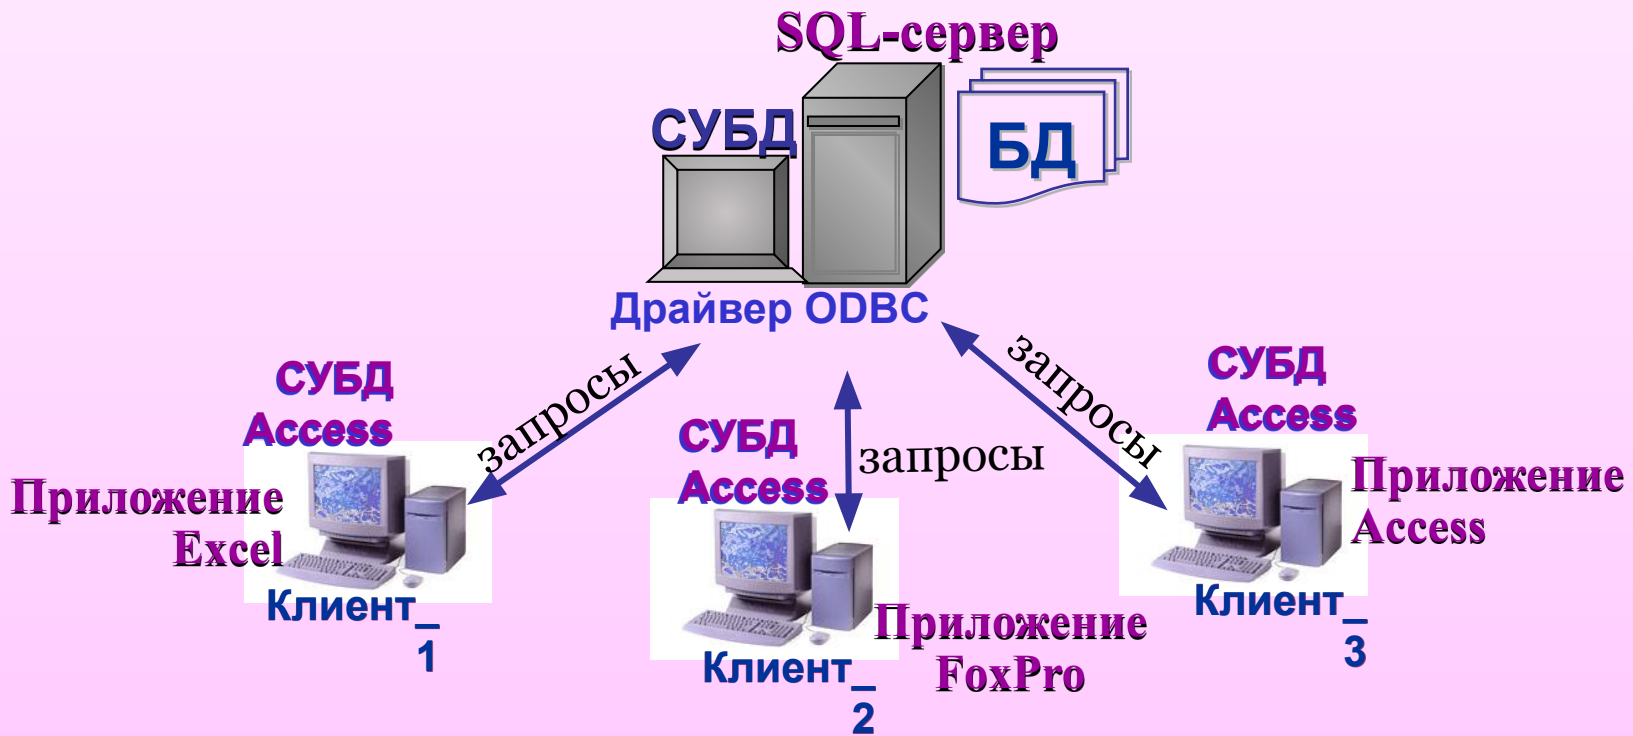 SQL-сервер
СУБД
БД
Драйвер ODBC
запросы
запросы
запросы
СУБД
Access
Приложение
Excel
Клиент_
1
СУБД
Access
Приложение
FoxPro
Клиент_
2
СУБД
Access
Приложение
Access
Клиент_
3